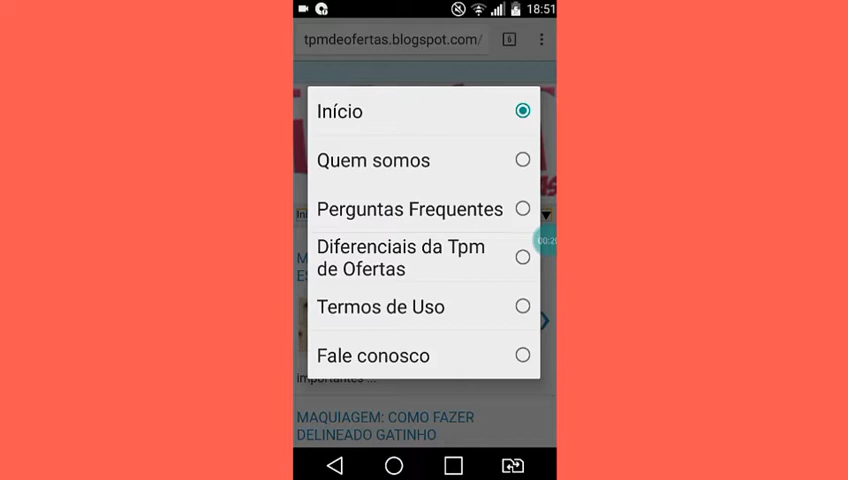 18:51
tpmdeofertas.blogspot.com/
Início
Quem somos
Perguntas Frequentes
Diferenciais da Tpm
de Ofertas
Termos de Uso
Fale conosco
importantes ...
MAQUIAGEM: COMO FAZER
DELINEADO GATINHO